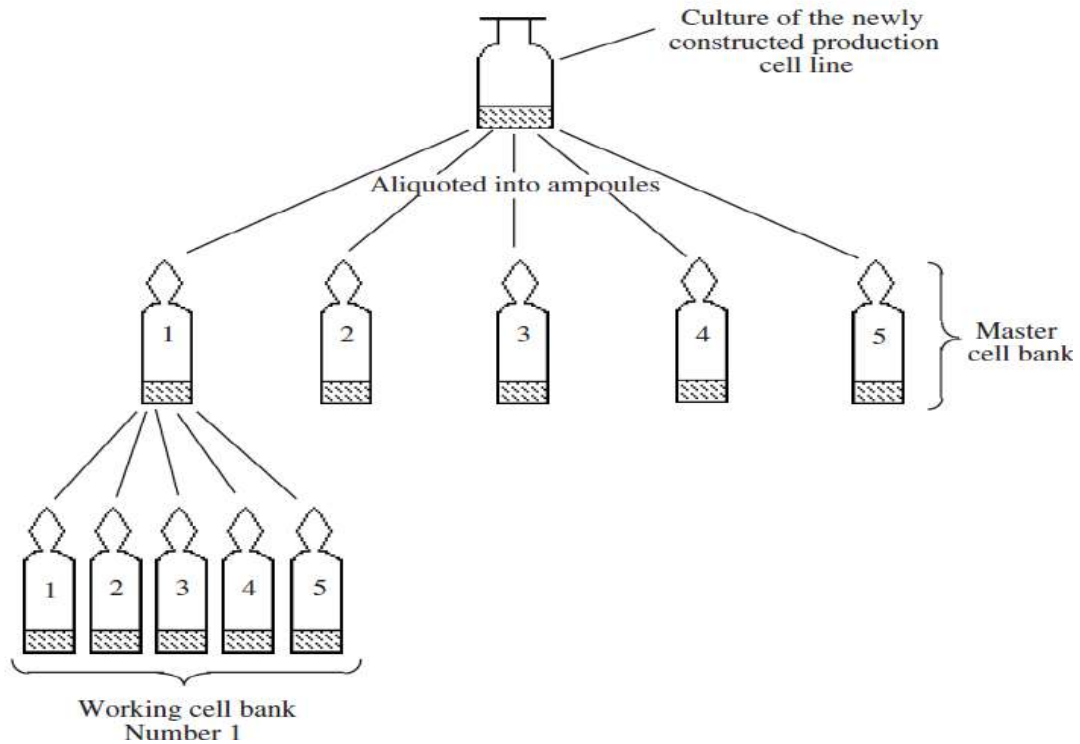 Culture of the newly
constructed production
cell line
Aliquoted into ampoules
1
2
3
4
5
Master
cell bank
1
2
3
4
5
Working cell bank
Number 1